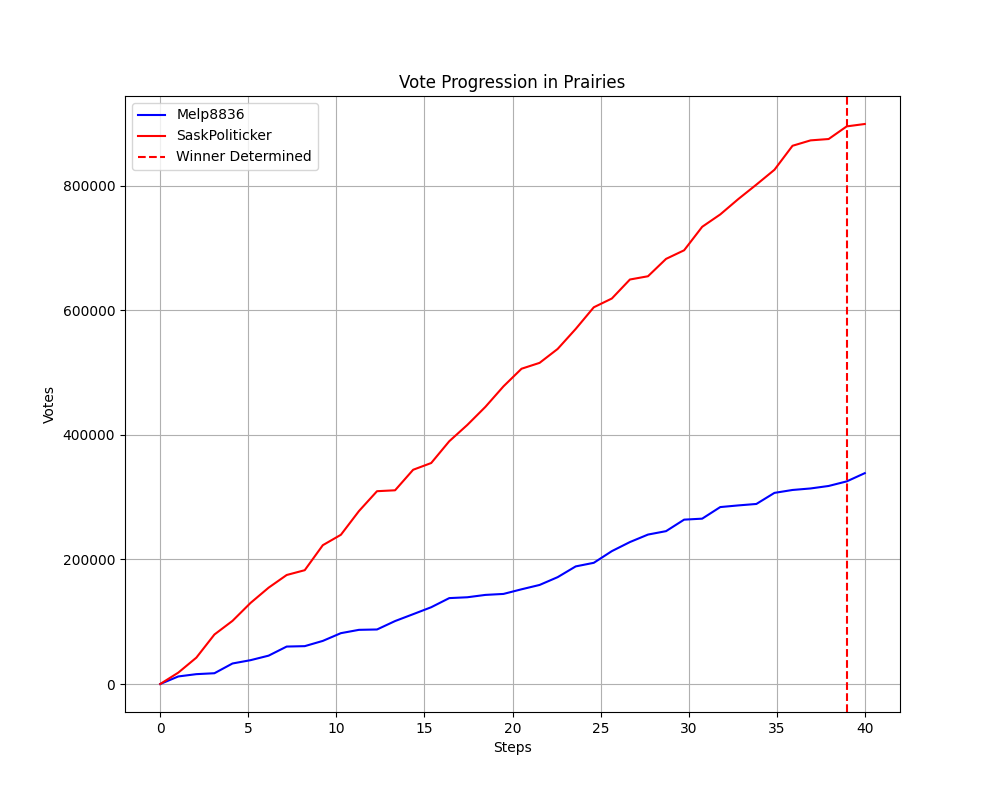 Vote Progression in Prairies
Melp8836
SaskPoliticker
Winner Determined
800000
600000
400000
200000
0
Votes
0 5 10 15 20 25 30 35 40
Steps